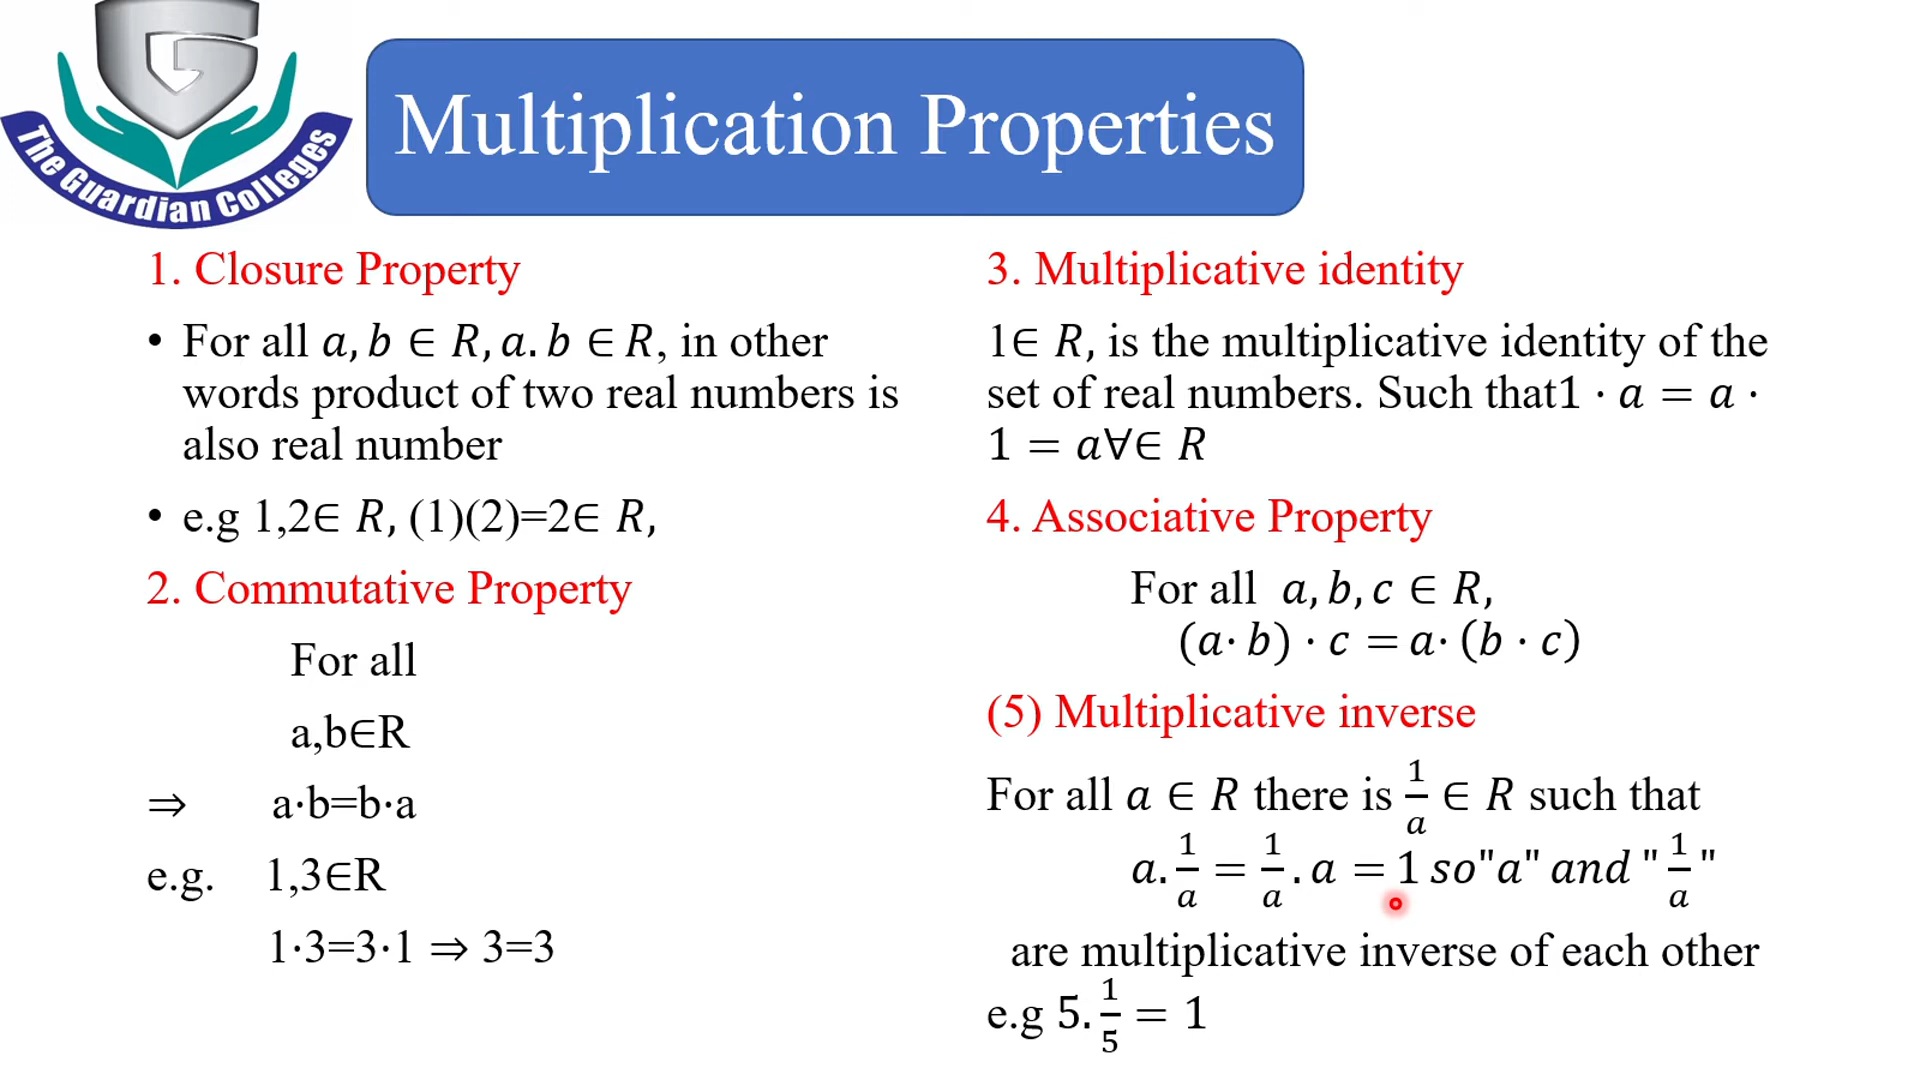 The Guardian Colleges
Multiplication Properties
1. Closure Property
• For all a, b ∈ R, a. b ∈ R, in other
words product of two real numbers is
also real number
• e.g 1,2∈ R, (1)(2)=2∈ R,
2. Commutative Property
For all
a,b∈R
⇒ a·b=b·a
e.g. 1,3∈R
1·3=3·1 ⇒ 3=3
3. Multiplicative identity
1∈ R, is the multiplicative identity of the
set of real numbers. Such that1 · a = a ·
1 = a∀∈ R
4. Associative Property
For all a, b, c ∈ R,
(a· b) · c = a· (b · c)
(5) Multiplicative inverse
For all a ∈ R there is 1/a ∈ R such that
a. 1/a = 1/a . a = 1 so"a" and " 1/a "
are multiplicative inverse of each other
e.g 5. 1/5 = 1